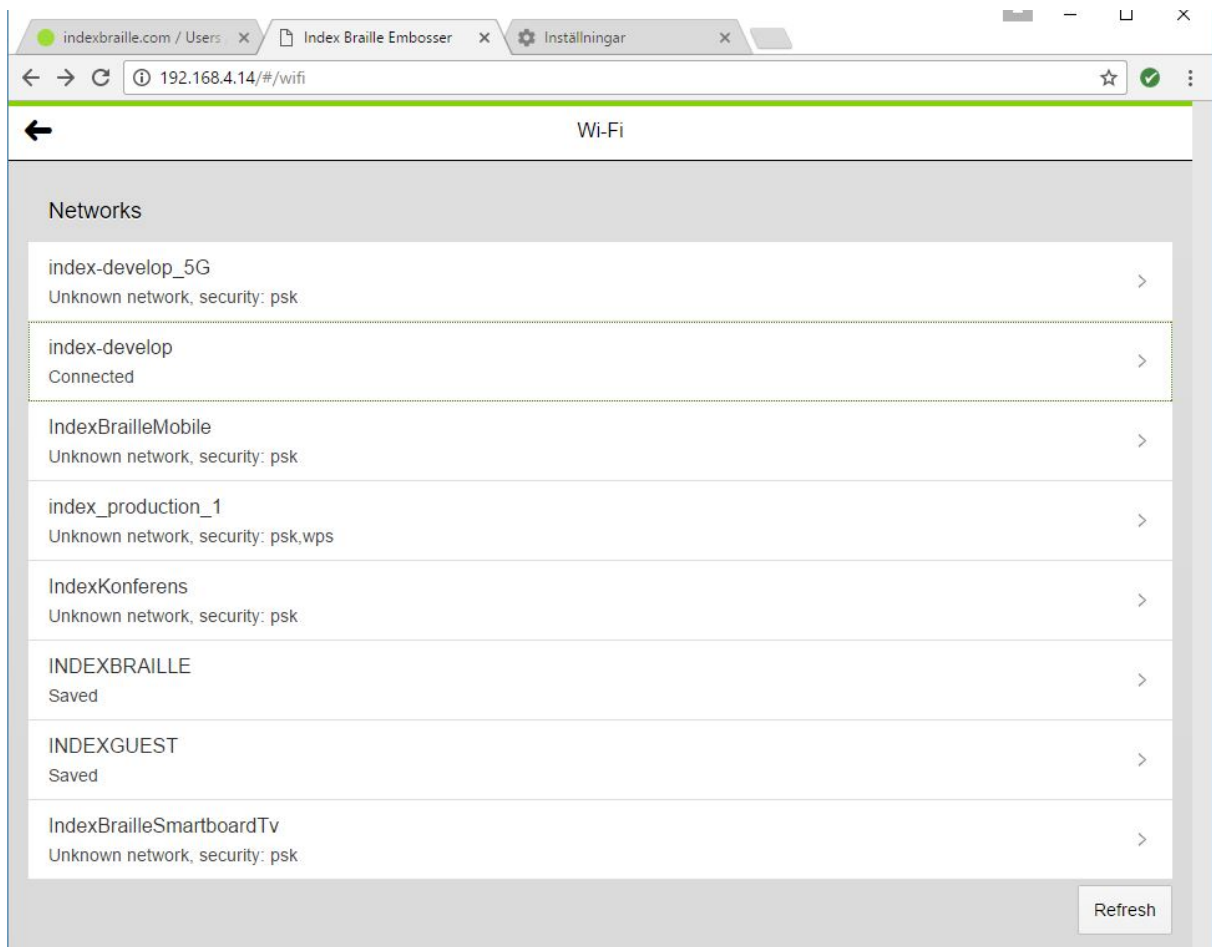 indexbraille.com / Users
Index Braille Embosser
Inställningar
192.168.4.14/#/wifi
Wi-Fi
Networks
index-develop_5G
Unknown network, security: psk
index-develop
Connected
IndexBrailleMobile
Unknown network, security: psk
index_production_1
Unknown network, security: psk,wps
IndexKonferens
Unknown network, security: psk
INDEXBRAILLE
Saved
INDEXGUEST
Saved
IndexBrailleSmartboardTv
Unknown network, security: psk
Refresh